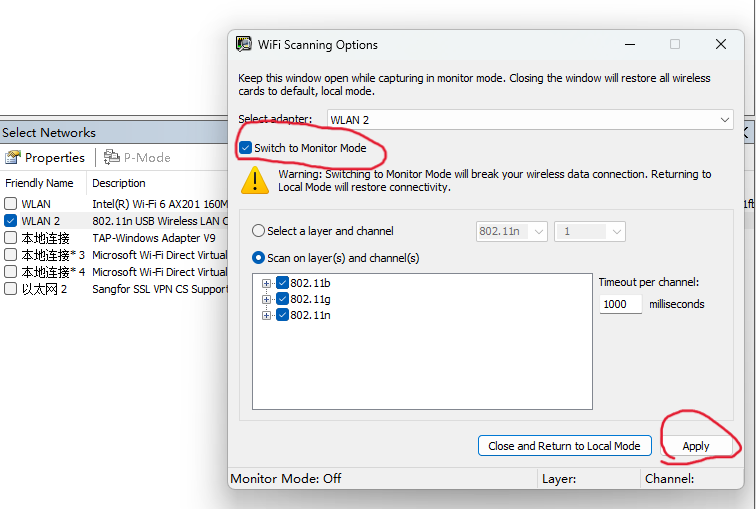 WiFi Scanning Options
Keep this window open while capturing in monitor mode. Closing the window will restore all wireless
cards to default, local mode.
Select adapter: WLAN 2
Switch to Monitor Mode
Warning: Switching to Monitor Mode will break your wireless data connection. Returning to
Local Mode will restore connectivity.
Select a layer and channel 802.11n 1
Scan on layer(s) and channel(s)
802.11b
802.11g
802.11n
Timeout per channel:
1000 milliseconds
Close and Return to Local Mode Apply
Monitor Mode: Off Layer: Channel:
Select Networks
Properties P-Mode
Friendly Name Description
WLAN Intel(R) Wi-Fi 6 AX201 160M
WLAN 2 802.11n USB Wireless LAN C
本地连接 TAP-Windows Adapter V9
本地连接* 3 Microsoft Wi-Fi Direct Virtual
本地连接* 4 Microsoft Wi-Fi Direct Virtual
以太网 2 Sangfor SSL VPN CS Suppor